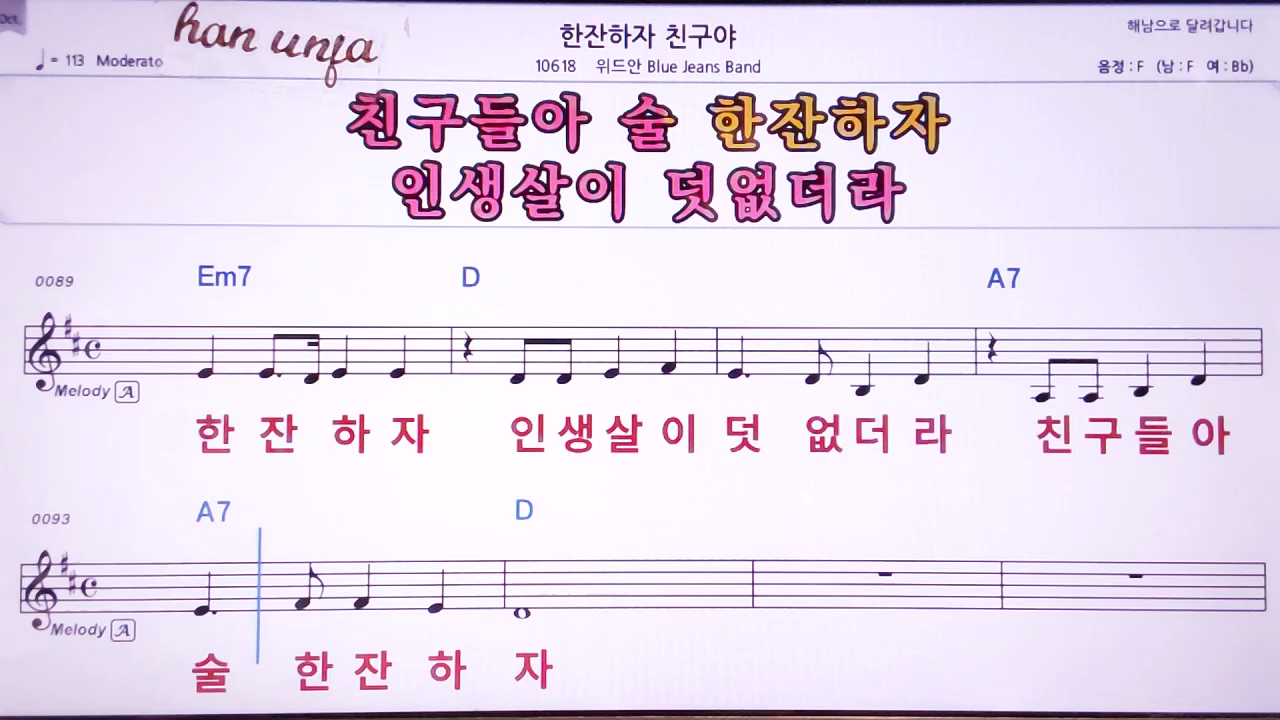 Oct.
han unfa
한잔하자 친구야
해남으로 달려갑니다
♩ = 113 Moderato
10618 위드안 Blue Jeans Band
음정 : F (남 : F 여 : Bb)
친구들아 술 한잔하자
인생살이 덧없더라
0089 Em7 D A7
Melody A
한 잔 하 자 인 생 살 이 덧 없 더 라 친 구 들 아
0093 A7 D
Melody A
술 한 잔 하 자